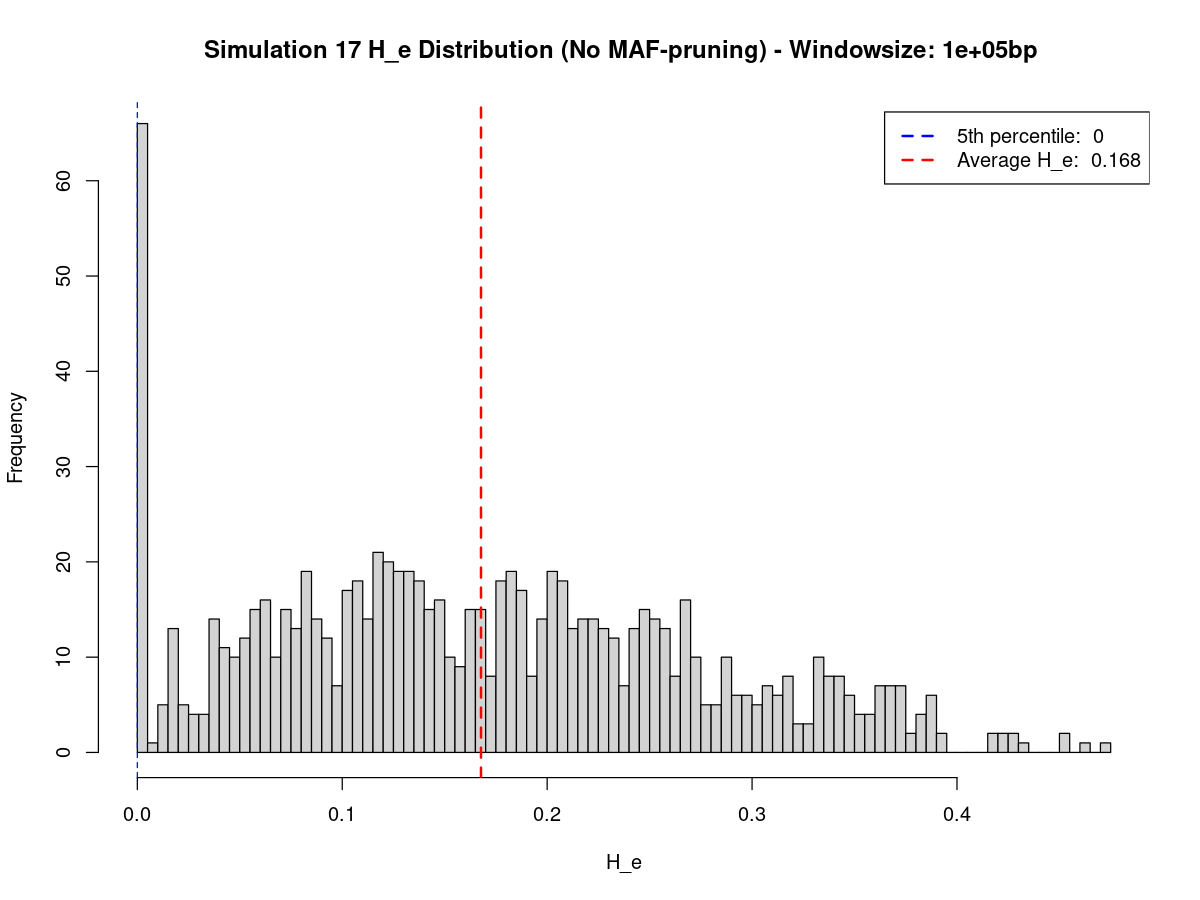 Simulation 17 H_e Distribution (No MAF-pruning) - Windowsize: 1e+05bp
5th percentile:  0
Average H_e:  0.168
Frequency
60
50
40
30
20
10
0
0.0 0.1 0.2 0.3 0.4
H_e